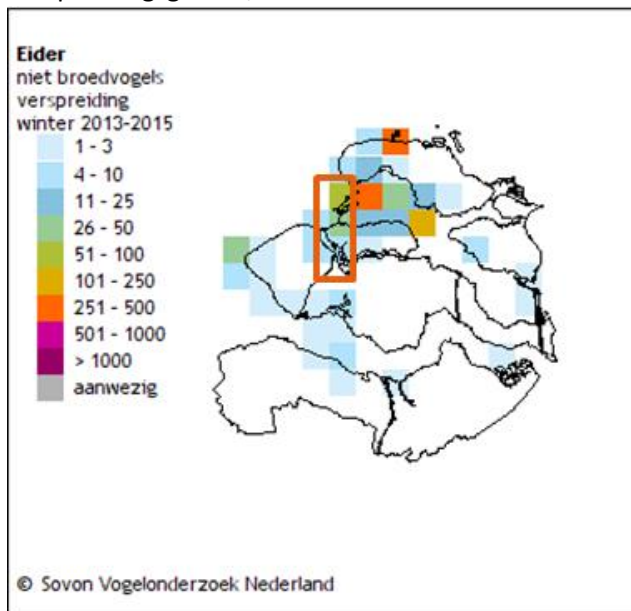 Eider
niet broedvogels
verspreiding
winter 2013-2015
1 - 3
4 - 10
11 - 25
26 - 50
51 - 100
101 - 250
251 - 500
501 - 1000
> 1000
aanwezig
© Sovon Vogelonderzoek Nederland